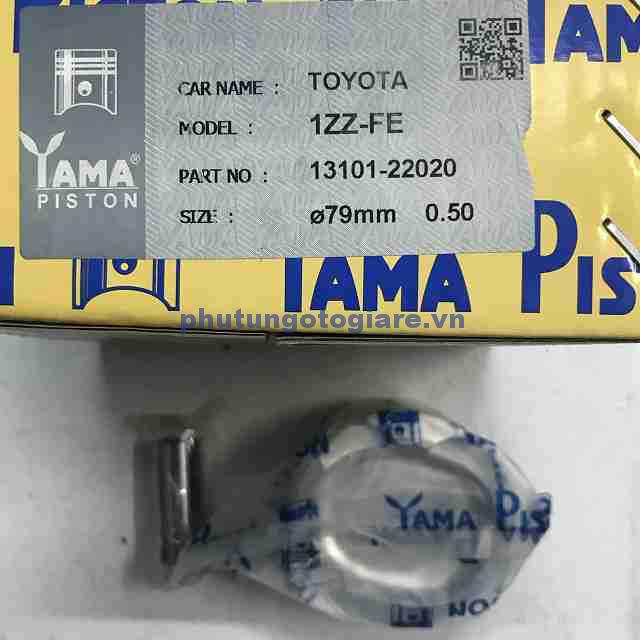 PISTON YAMA
CAR NAME : TOYOTA
MODEL : 1ZZ-FE
PART NO : 13101-22020
SIZE : ø79mm 0.50
YAMA®
PISTON
YAMA PIS
phutungotogiare.vn
YAMA PIS